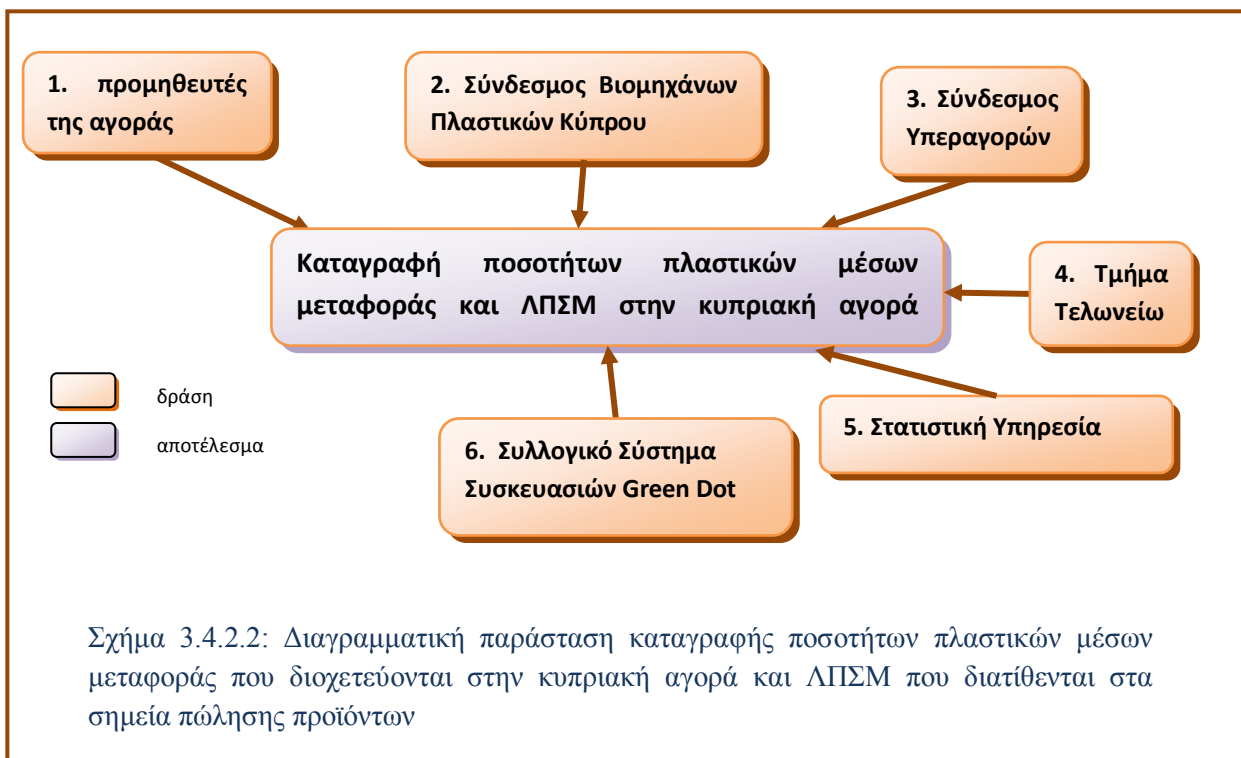 1. προμηθευτές
της αγοράς
2. Σύνδεσμος Βιομηχάνων
Πλαστικών Κύπρου
3. Σύνδεσμος
Υπεραγορών
Καταγραφή ποσοτήτων πλαστικών μέσων
μεταφοράς και ΛΠΣΜ στην κυπριακή αγορά
4. Τμήμα
Τελωνείω
δράση
αποτέλεσμα
5. Στατιστική Υπηρεσία
6. Συλλογικό Σύστημα
Συσκευασιών Green Dot
Σχήμα 3.4.2.2: Διαγραμματική παράσταση καταγραφής ποσοτήτων πλαστικών μέσων
μεταφοράς που διοχετεύονται στην κυπριακή αγορά και ΛΠΣΜ που διατίθενται στα
σημεία πώλησης προϊόντων